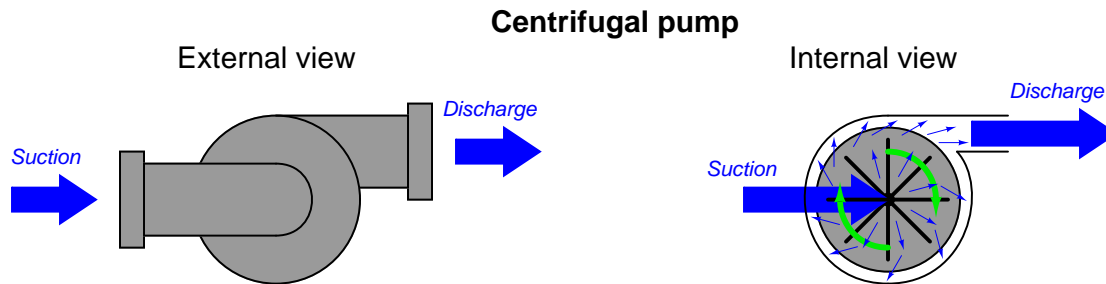 Centrifugal pump
External view
Internal view
Suction
Discharge
Suction
Discharge